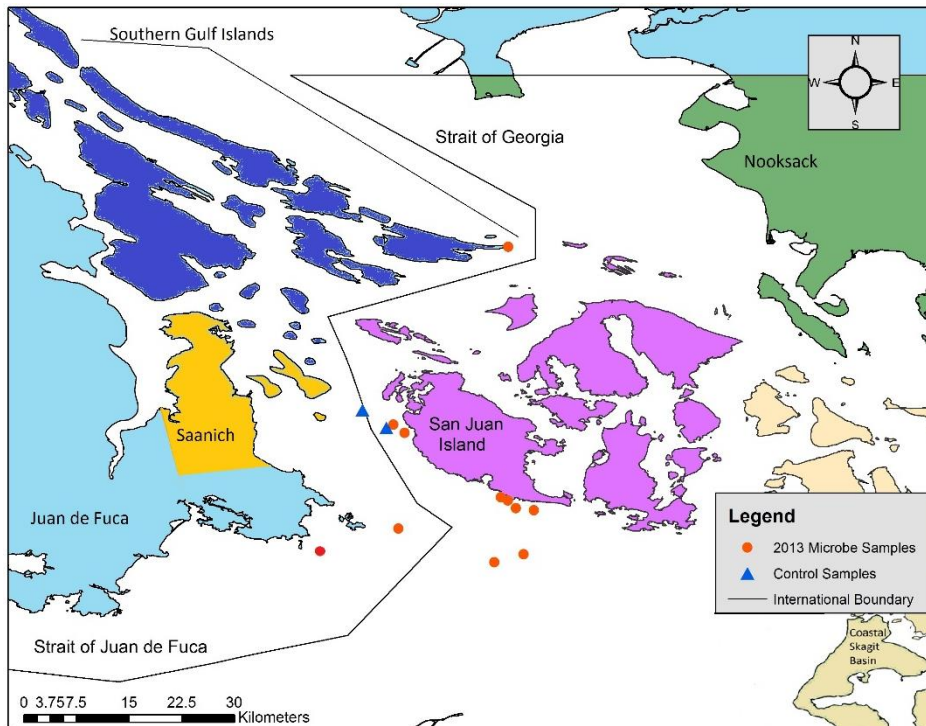 Southern Gulf Islands
N
W
E
S
Strait of Georgia
Nooksack
Saanich
San Juan
Island
Juan de Fuca
Strait of Juan de Fuca
Legend
2013 Microbe Samples
Control Samples
International Boundary
Coastal
Skagit
Basin
0 3.757.5 15 22.5 30
Kilometers